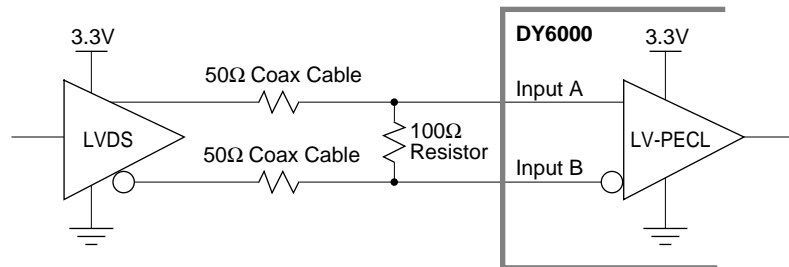 DY6000
3.3V
3.3V
50Ω Coax Cable
Input A
LVDS
100Ω
Resistor
LV-PECL
50Ω Coax Cable
Input B